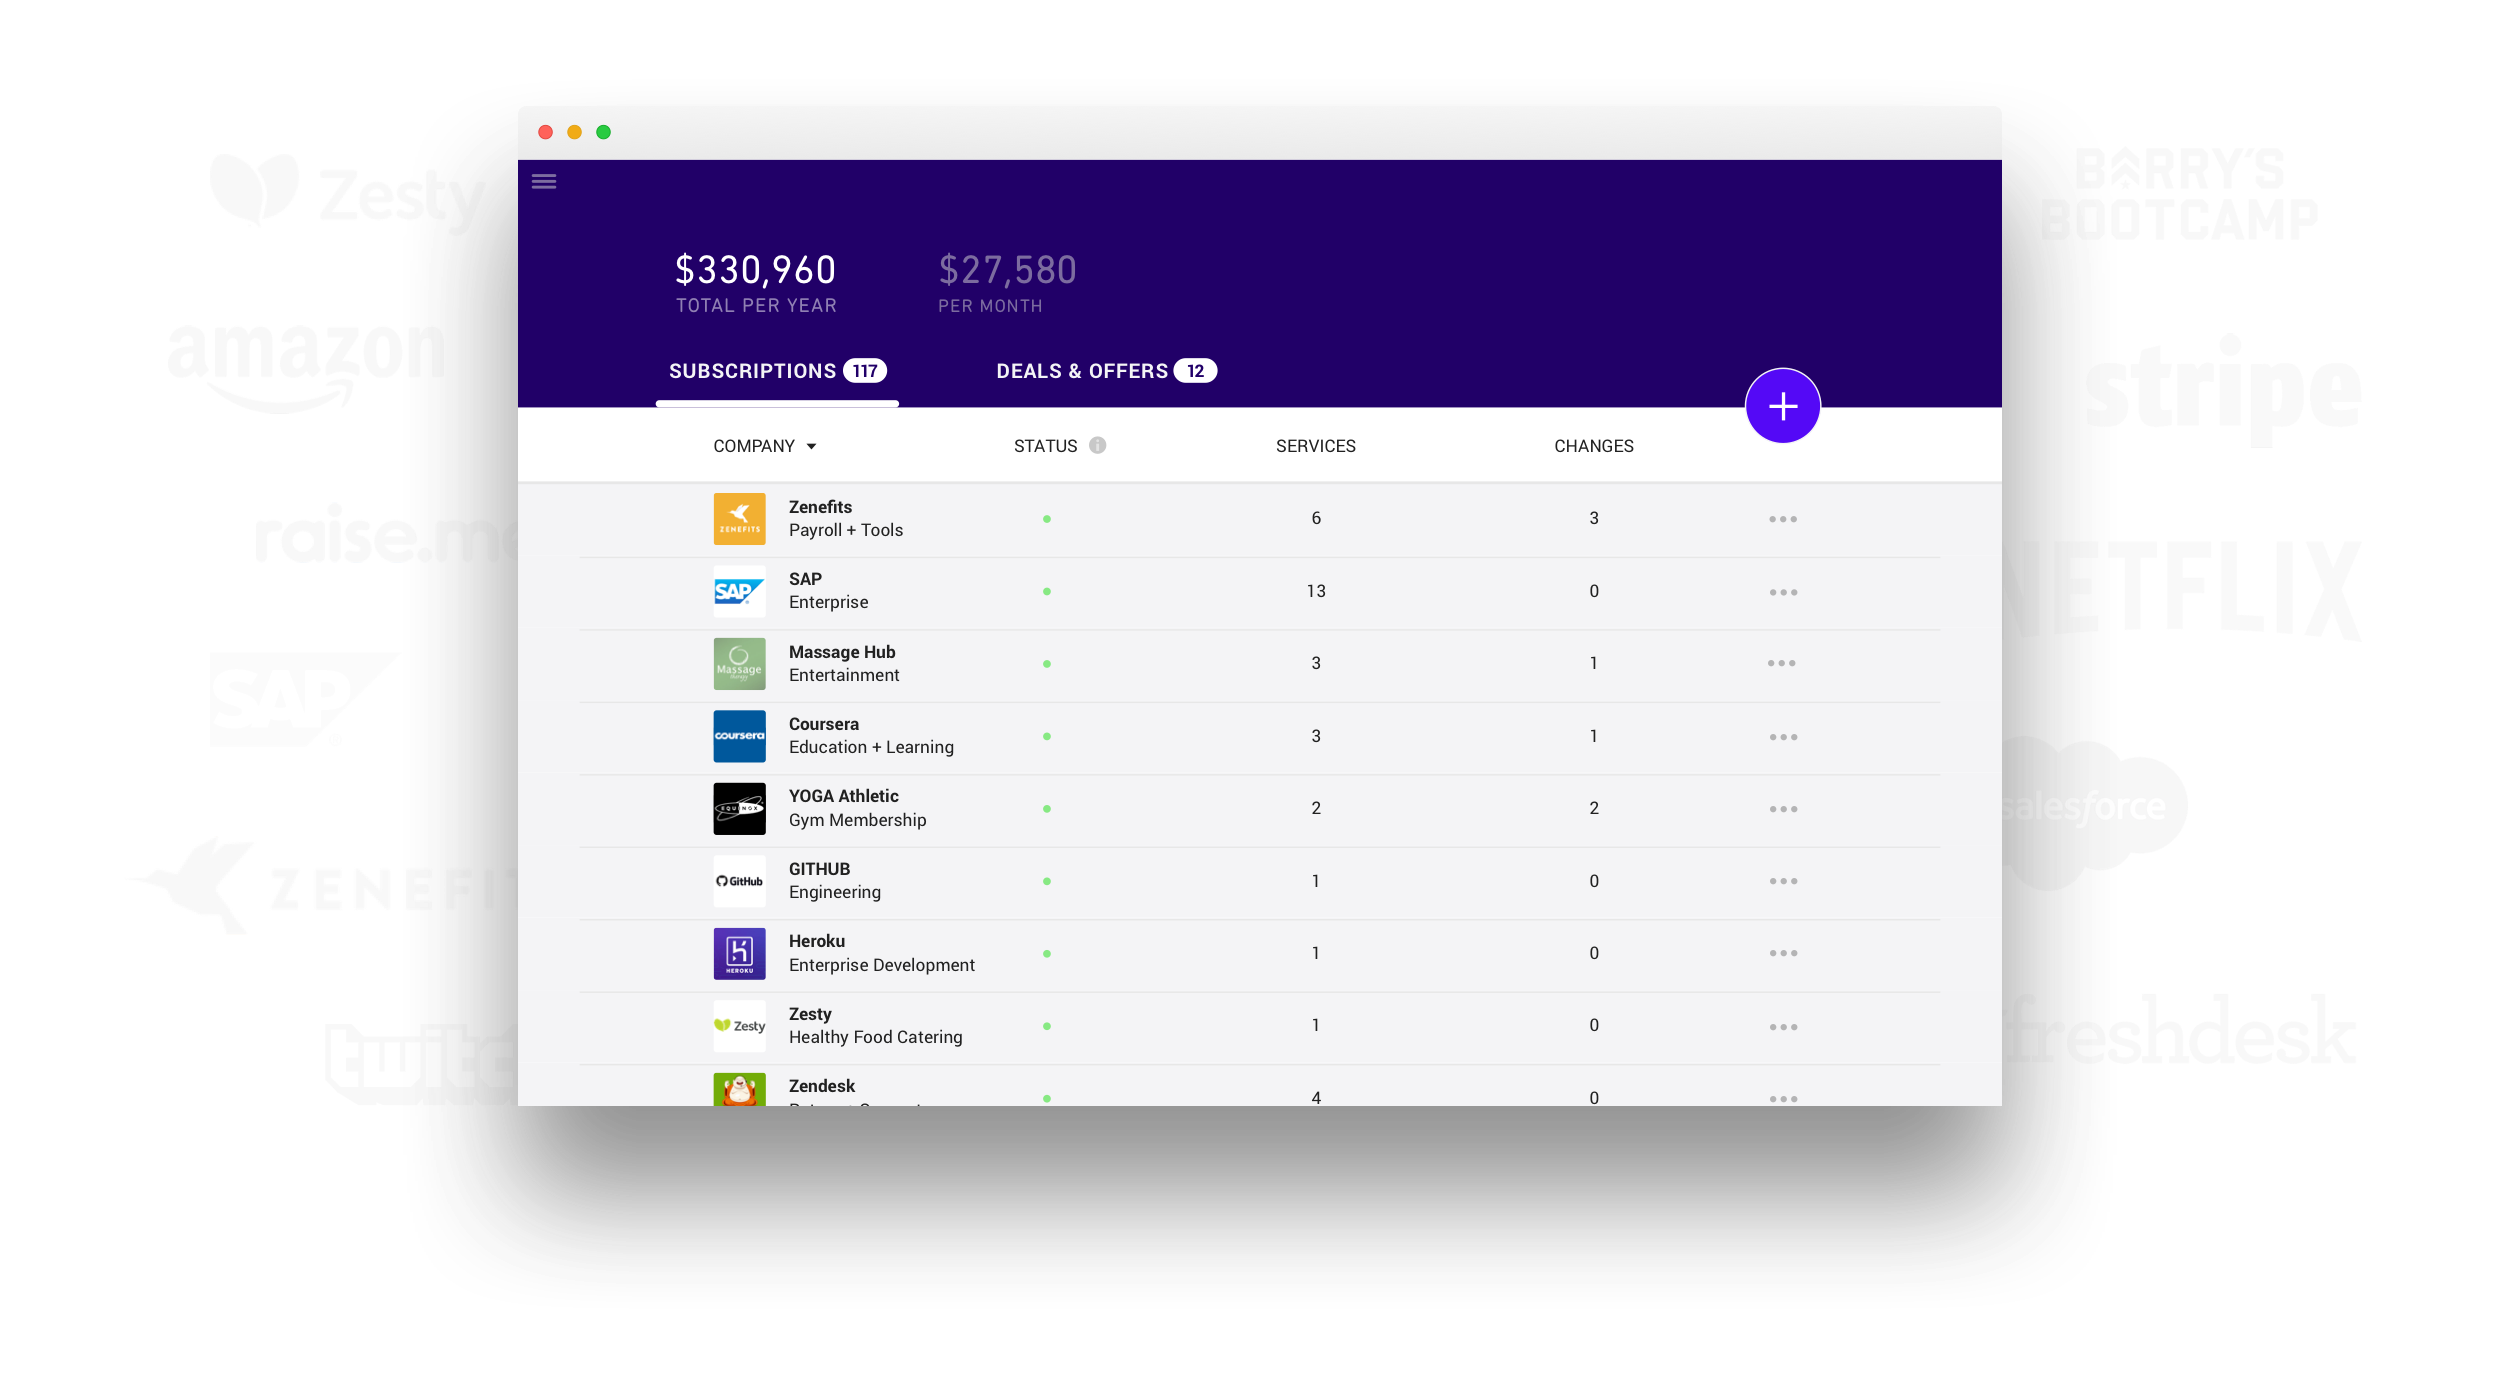 Zesty
BARRY'S
BOOTCAMP
amazon
stripe
raise.me
NETFLIX
SAP
salesforce
ZENEFIT
freshdesk
twitc
$330,960
TOTAL PER YEAR
$27,580
PER MONTH
SUBSCRIPTIONS 117
DEALS & OFFERS 12
COMPANY STATUS SERVICES CHANGES
ZENEFITS
Zenefits
Payroll + Tools
6 3
SAP
SAP
Enterprise
13 0
Massage
Massage Hub
Entertainment
3 1
coursera
Coursera
Education + Learning
3 1
EQUINOX
YOGA Athletic
Gym Membership
2 2
GitHub
GITHUB
Engineering
1 0
HEROKU
Heroku
Enterprise Development
1 0
Zesty
Zesty
Healthy Food Catering
1 0
Zendesk
4 0